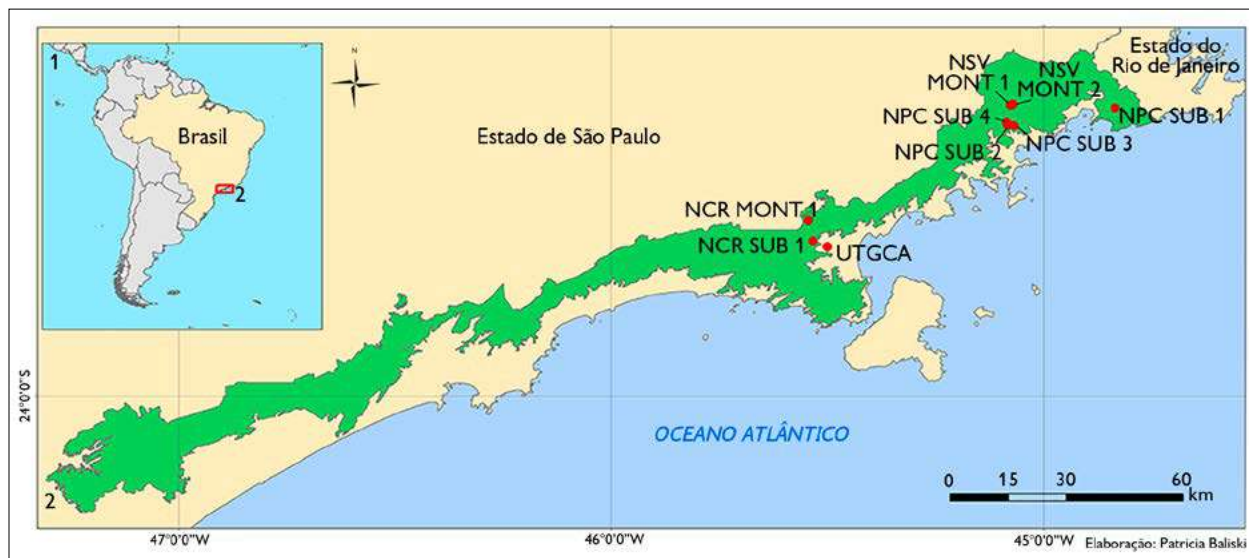 1
N
Brasil
2
Estado de São Paulo
Estado do
Rio de Janeiro
NSV
MONT 1
NSV
MONT 2
NPC SUB 4
NPC SUB 1
NPC SUB 2
NPC SUB 3
NCR MONT 1
NCR SUB 1
UTGCA
24°0'0"S
OCEANO ATLÂNTICO
0 15 30 60
km
2
47°0'0"W 46°0'0"W 45°0'0"W
Elaboração: Patricia Baliski